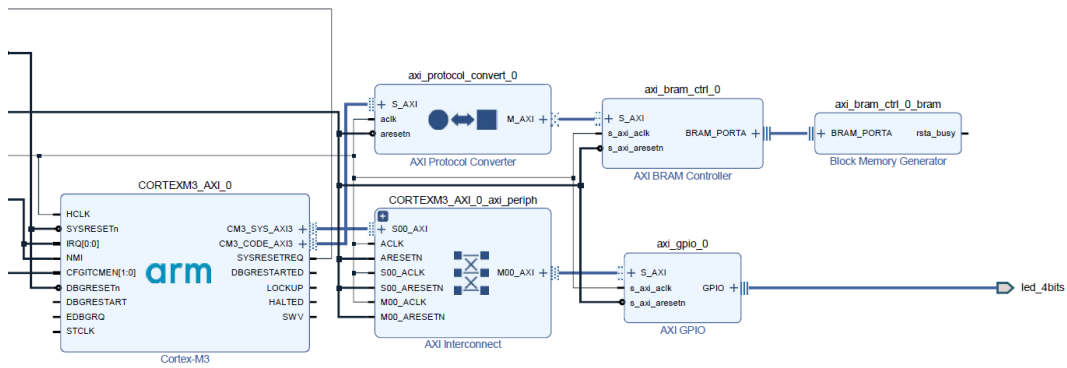 axi_protocol_convert_0
S_AXI
aclk
aresetn
M_AXI
AXI Protocol Converter
axi_bram_ctrl_0
S_AXI
s_axi_aclk
s_axi_aresetn
BRAM_PORTA
AXI BRAM Controller
axi_bram_ctrl_0_bram
BRAM_PORTA
rsta_busy
Block Memory Generator
CORTEXM3_AXI_0
HCLK
SYSRESETn
IRQ[0:0]
NMI
CFGITCMEN[1:0]
DBGRESETn
DBGRESTART
EDBGRQ
STCLK
arm
CM3_SYS_AXI3
CM3_CODE_AXI3
SYSRESETREQ
DBGRESTARTED
LOCKUP
HALTED
SWV
Cortex-M3
CORTEXM3_AXI_0_axi_periph
S00_AXI
ACLK
ARESETN
S00_ACLK
S00_ARESETN
M00_ACLK
M00_ARESETN
M00_AXI
AXI Interconnect
axi_gpio_0
S_AXI
s_axi_aclk
s_axi_aresetn
GPIO
AXI GPIO
led_4bits